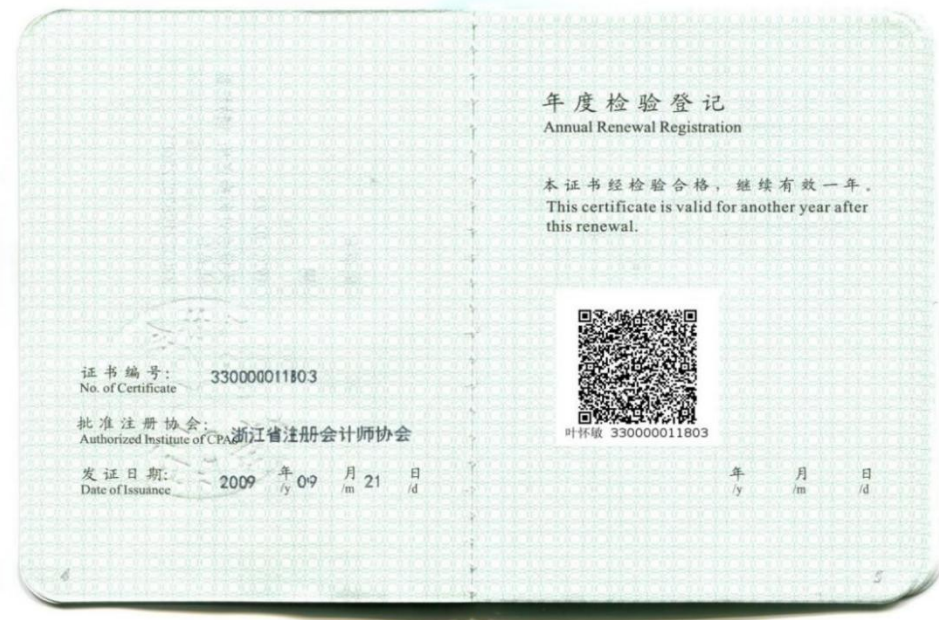 证书编号: 330000011803
No. of Certificate
批准注册协会: 浙江省注册会计师协会
Authorized Institute of CPAs
发证日期: 2009 年 09 月 21 日
Date of Issuance /y /m /d
4
年度检验登记
Annual Renewal Registration
本证书经检验合格，继续有效一年。
This certificate is valid for another year after
this renewal.
叶怀敏 330000011803
年 月 日
/y /m /d
5